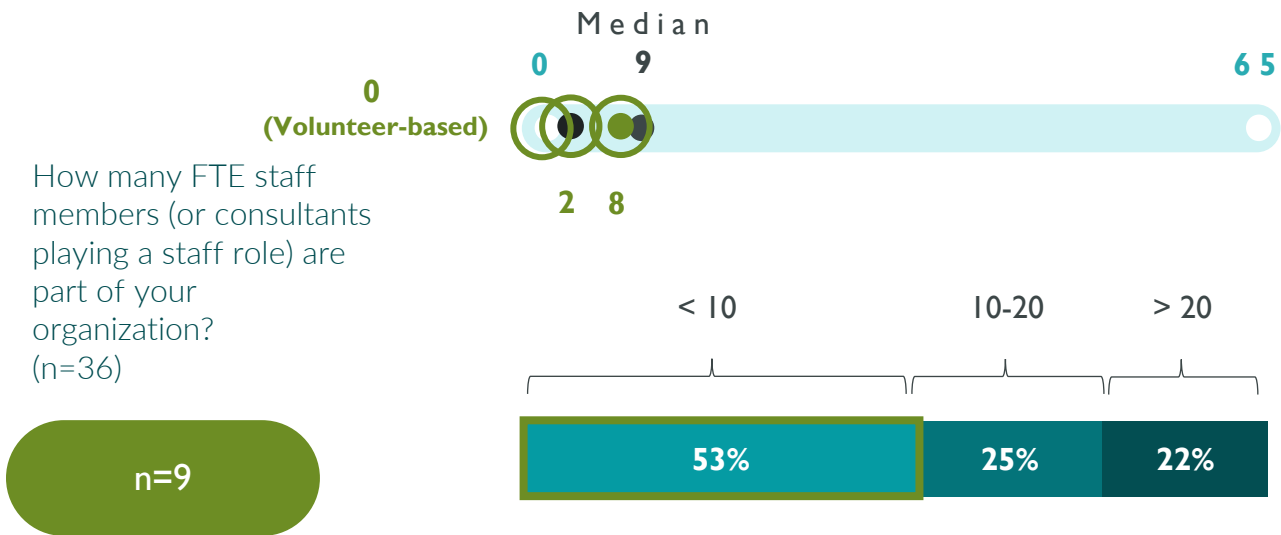 Median
0 9 65
0
(Volunteer-based)
2 8
How many FTE staff
members (or consultants
playing a staff role) are
part of your
organization?
(n=36)
< 10 10-20 > 20
53% 25% 22%
n=9